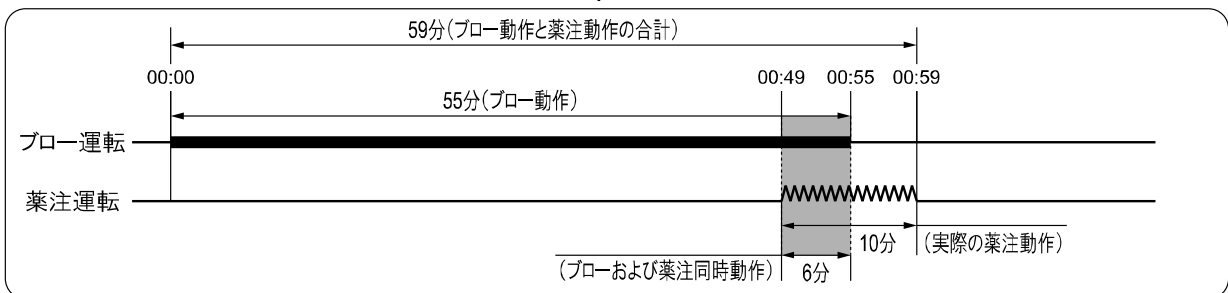 59分(ブロー動作と薬注動作の合計)
00:00
00:49
00:55
00:59
55分(ブロー動作)
ブロー運転
薬注運転
10分
(実際の薬注動作)
(ブローおよび薬注同時動作)
6分